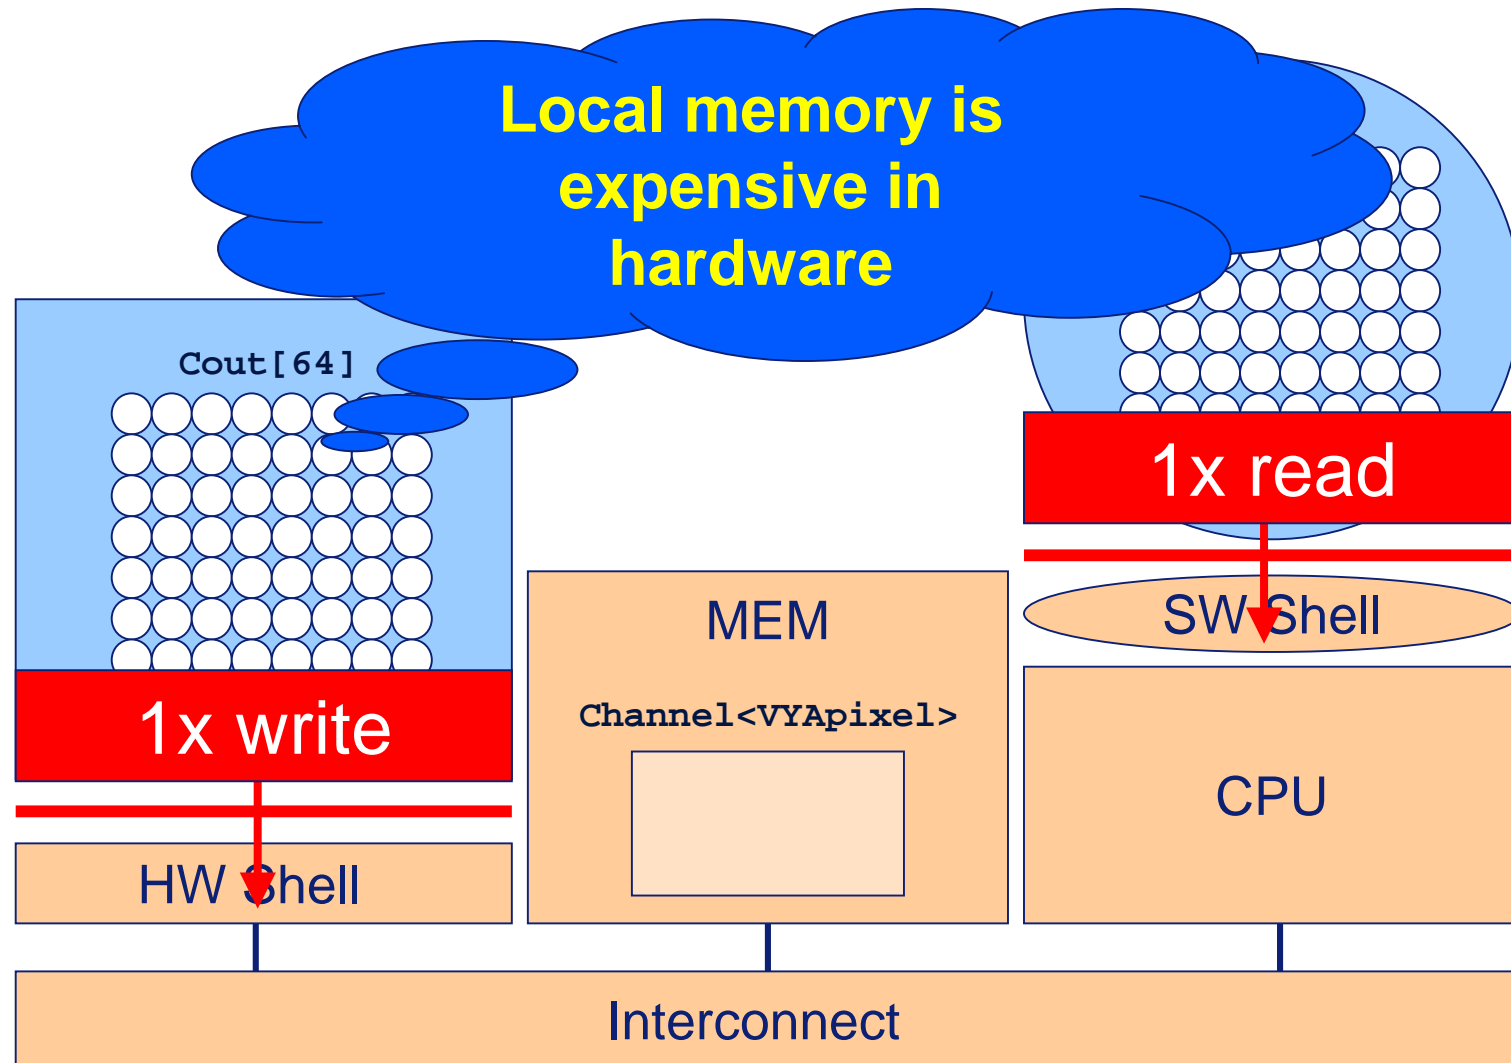 Local memory is
expensive in
hardware
Cout[64]
1x read
SW Shell
MEM
Channel<VYApixel>
1x write
CPU
HW Shell
Interconnect